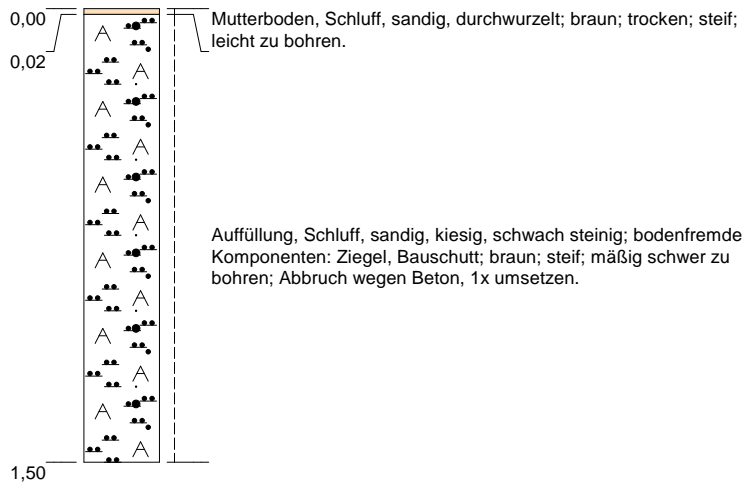 0,00
Mutterboden, Schluff, sandig, durchwurzelt; braun; trocken; steif;
leicht zu bohren.
0,02
Auffüllung, Schluff, sandig, kiesig, schwach steinig; bodenfremde
Komponenten: Ziegel, Bauschutt; braun; steif; mäßig schwer zu
bohren; Abbruch wegen Beton, 1x umsetzen.
A
A
A
A
A
A
A
A
A
A
A
A
1,50